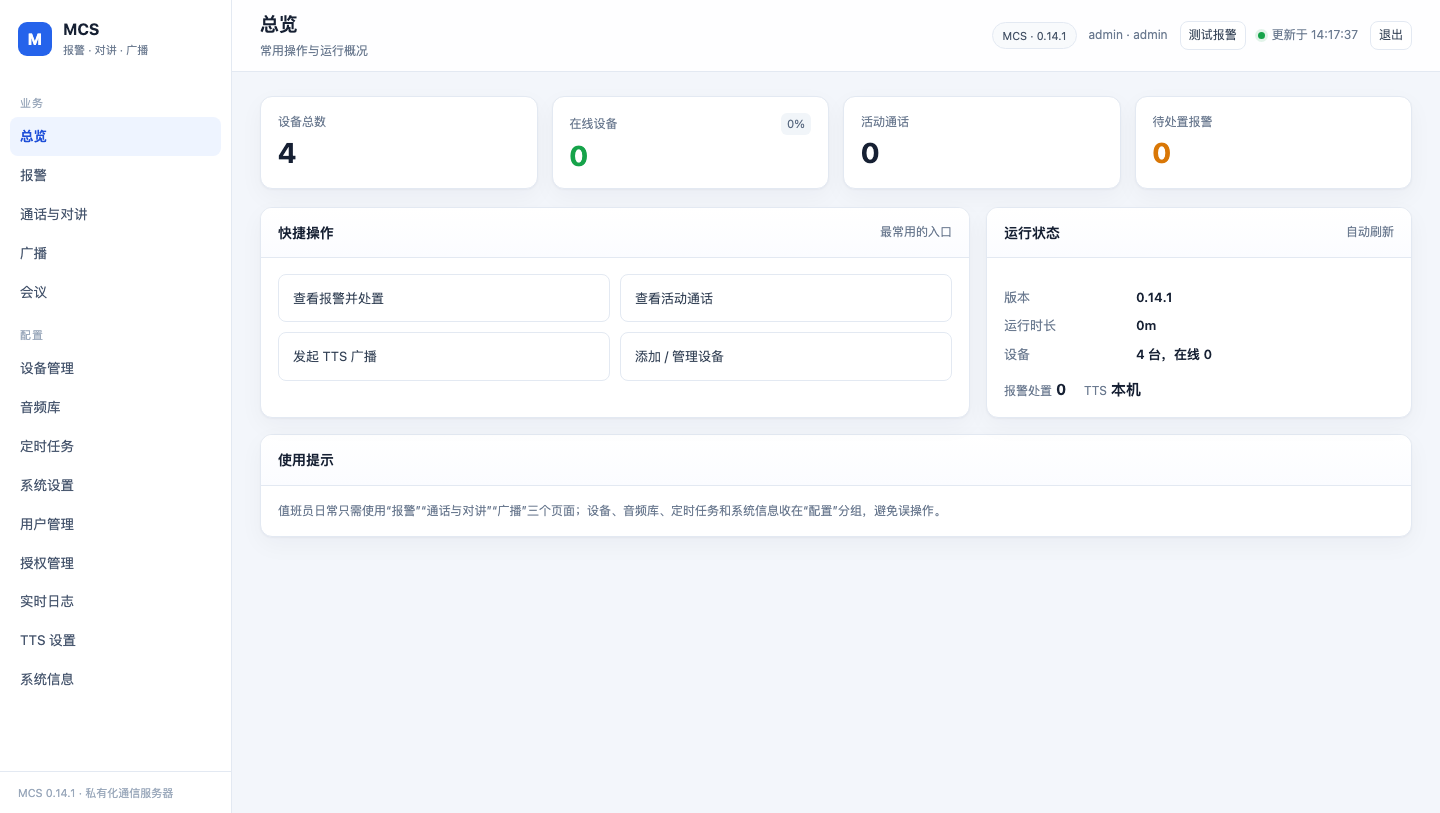 M
MCS
报警 · 对讲 · 广播
业务
总览
报警
通话与对讲
广播
会议
配置
设备管理
音频库
定时任务
系统设置
用户管理
授权管理
实时日志
TTS 设置
系统信息
MCS 0.14.1 · 私有化通信服务器
总览
常用操作与运行概况
MCS · 0.14.1
admin · admin
测试报警
更新于 14:17:37
退出
设备总数
4
在线设备
0%
0
活动通话
0
待处置报警
0
快捷操作
最常用的入口
查看报警并处置
查看活动通话
发起 TTS 广播
添加 / 管理设备
运行状态
自动刷新
版本 0.14.1
运行时长 0m
设备 4 台，在线 0
报警处置 0 TTS 本机
使用提示
值班员日常只需使用“报警”“通话与对讲”“广播”三个页面；设备、音频库、定时任务和系统信息收在“配置”分组，避免误操作。